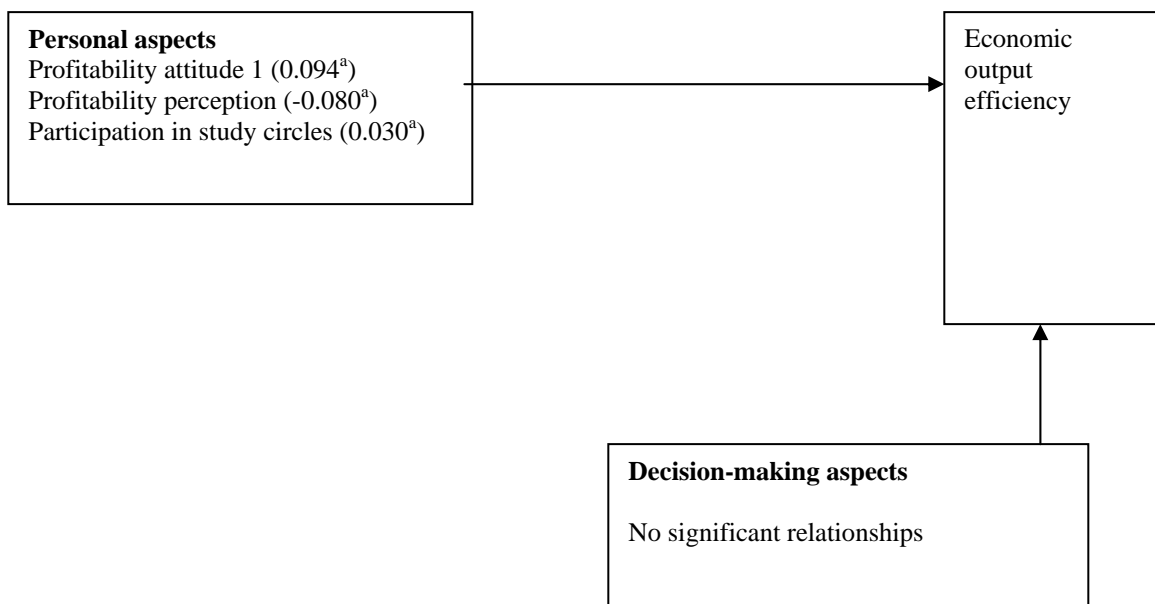 Personal aspects
Profitability attitude 1 (0.094ᵃ)
Profitability perception (-0.080ᵃ)
Participation in study circles (0.030ᵃ)
Economic
output
efficiency
Decision-making aspects
No significant relationships